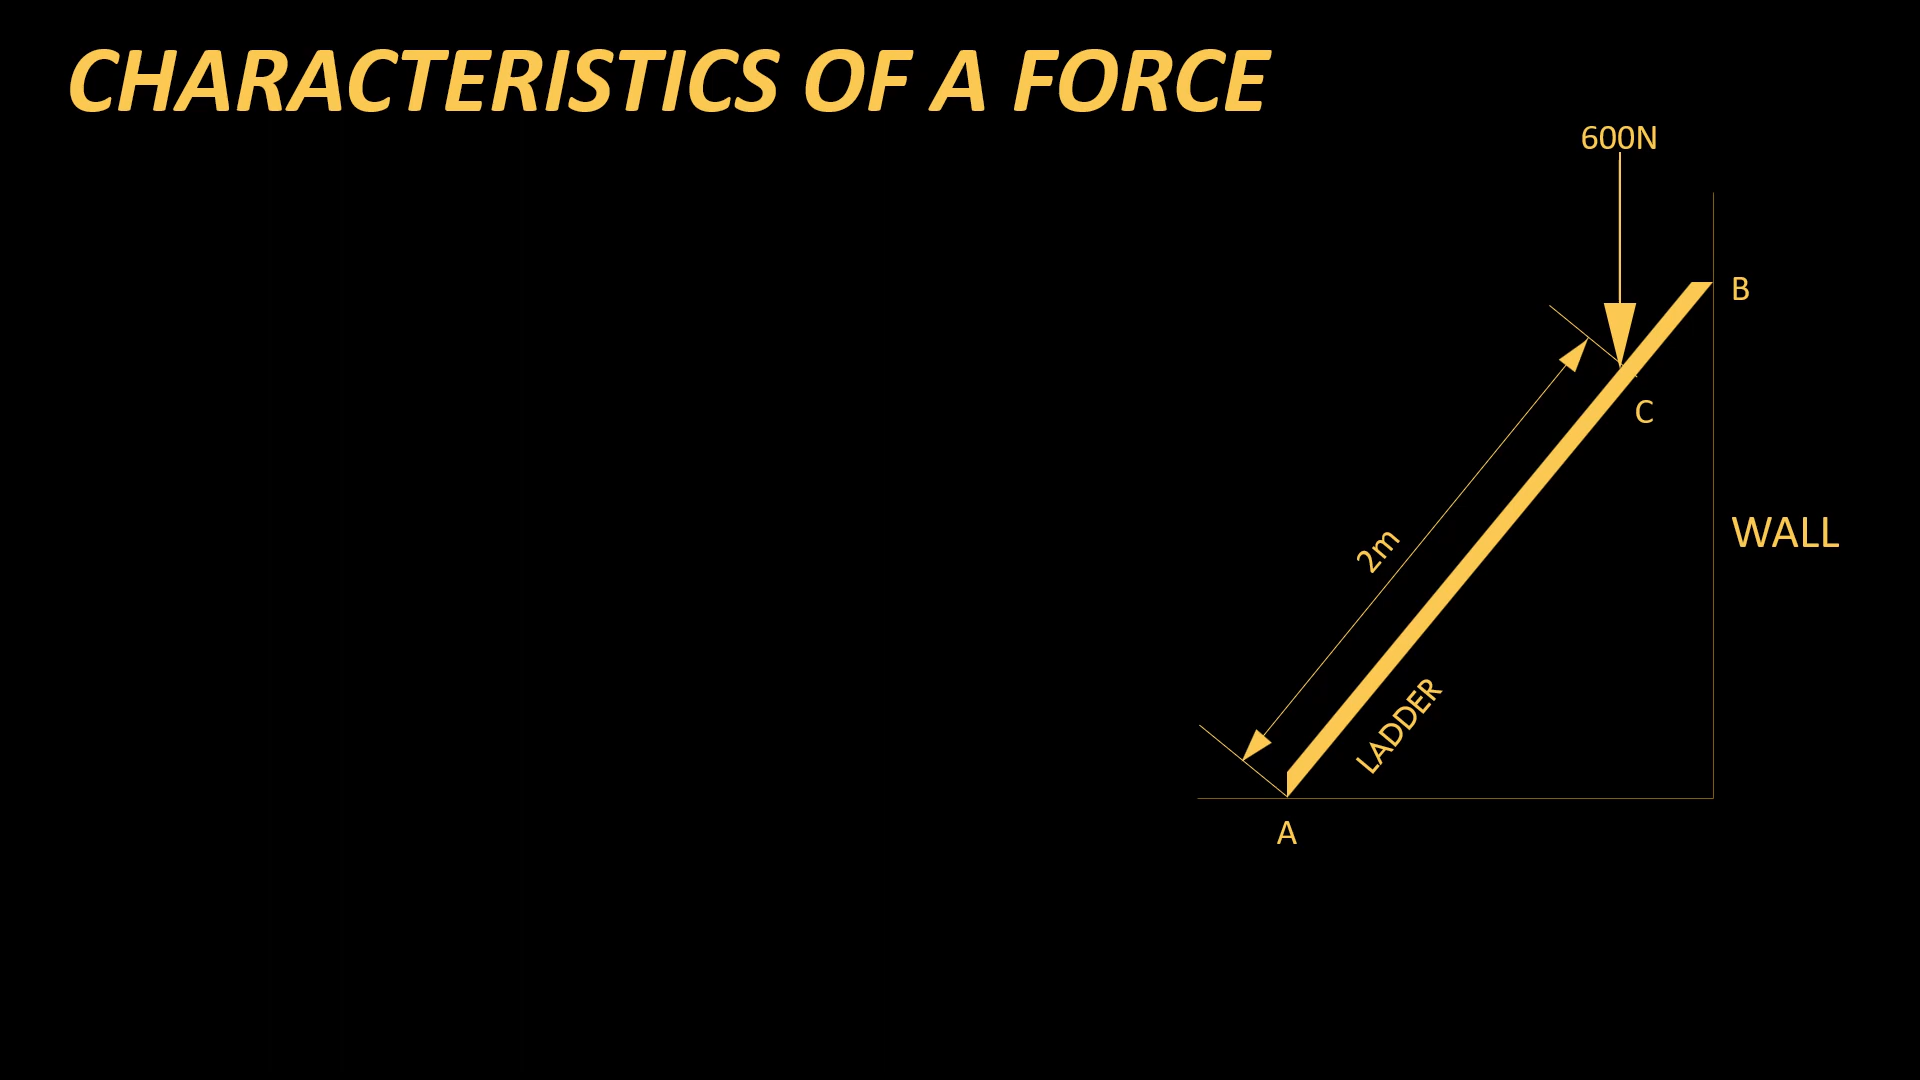 CHARACTERISTICS OF A FORCE
600N
B
C
WALL
2m
LADDER
A